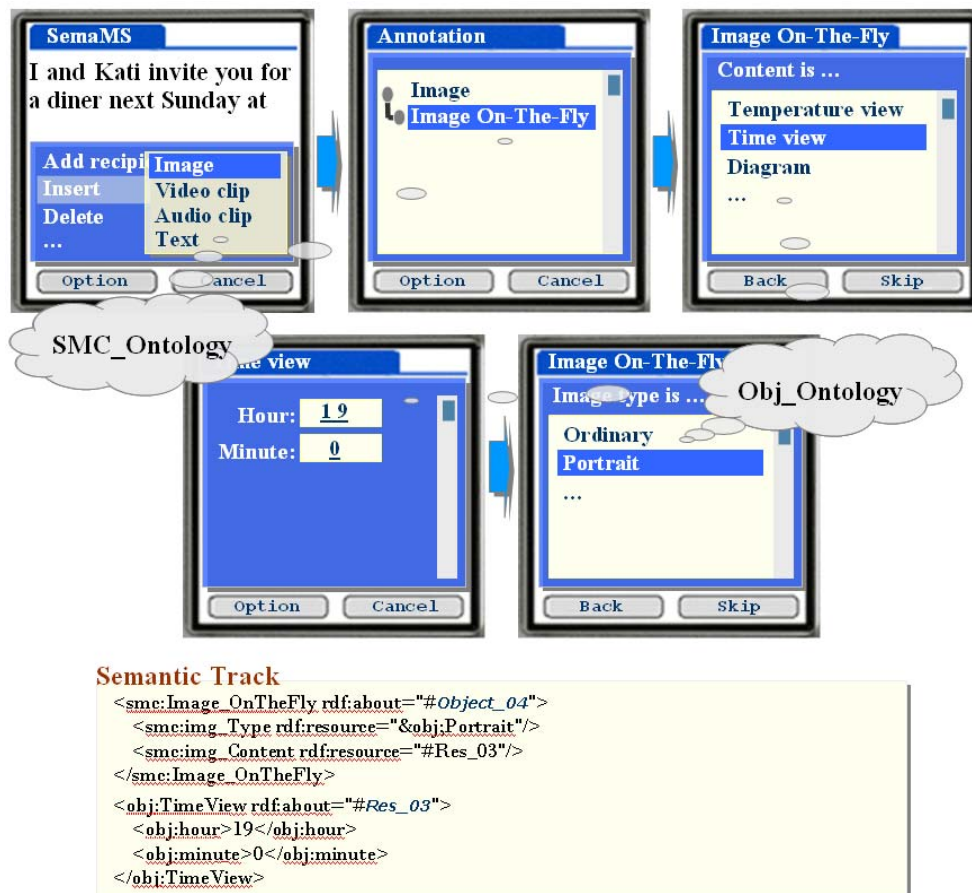 SemaMS
I and Kati invite you for
a diner next Sunday at
Add recipi
Insert
Delete
...
Image
Video clip
Audio clip
Text
Option
Cancel
Annotation
Image
Image On-The-Fly
Option
Cancel
Image On-The-Fly
Content is ...
Temperature view
Time view
Diagram
...
Back
Skip
SMC_Ontology
me view
Hour: 19
Minute: 0
Option
Cancel
Image On-The-Fly
Image type is ...
Ordinary
Portrait
...
Back
Skip
Obj_Ontology
Semantic Track
<smc:Image_OnTheFly rdf:about="#Object_04">
<smc:img_Type rdf:resource="&obj;Portrait"/>
<smc:img_Content rdf:resource="#Res_03"/>
</smc:Image_OnTheFly>
<obj:TimeView rdf:about="#Res_03">
<obj:hour>19</obj:hour>
<obj:minute>0</obj:minute>
</obj:TimeView>